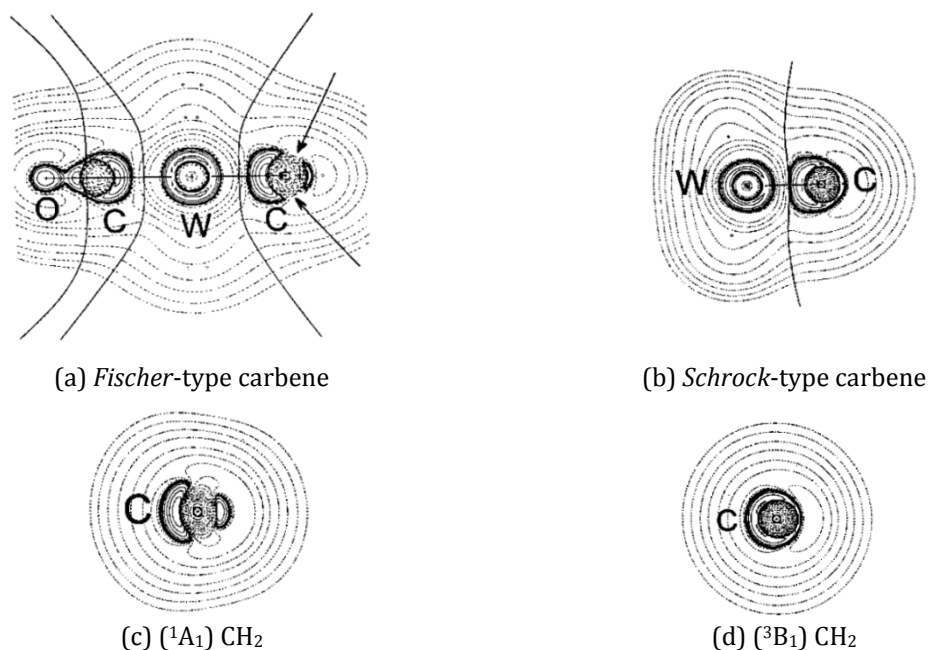 O C W C
W C
(a) Fischer-type carbene
(b) Schrock-type carbene
C
C
(c) (¹A₁) CH₂
(d) (³B₁) CH₂